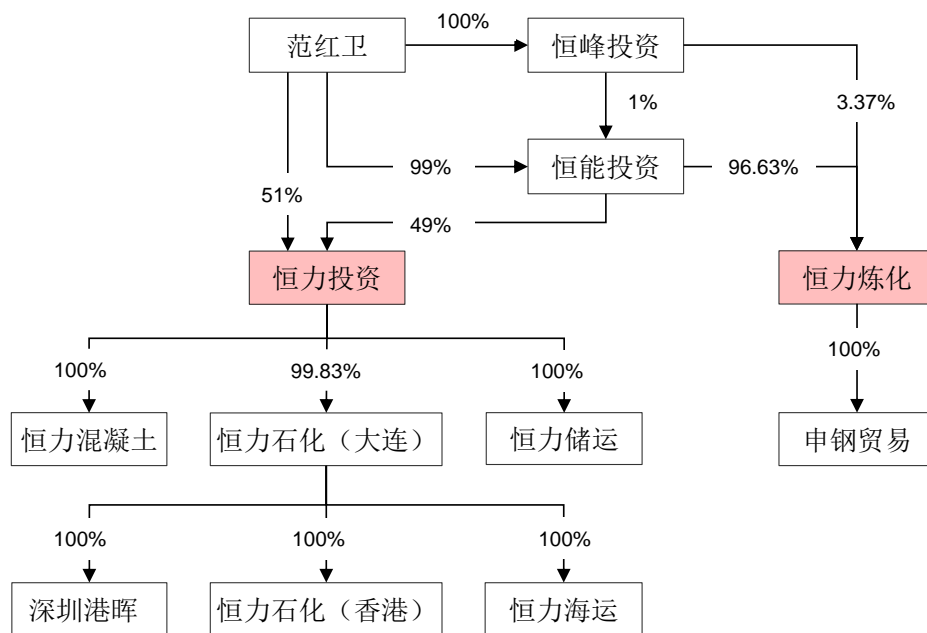 100%
范红卫
恒峰投资
1%
3.37%
99%
恒能投资
96.63%
51%
49%
恒力投资
恒力炼化
100%
99.83%
100%
100%
恒力混凝土
恒力石化（大连）
恒力储运
申钢贸易
100%
100%
100%
深圳港晖
恒力石化（香港）
恒力海运